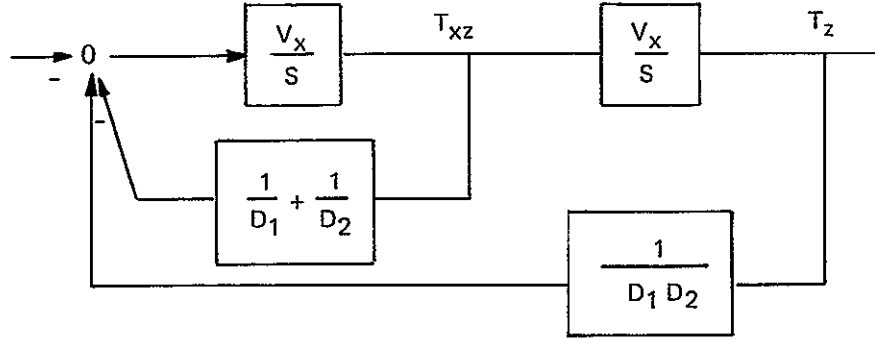 T_xz
T_z
- 0
V_x / S
V_x / S
-
1/D_1 + 1/D_2
1 / D_1 D_2